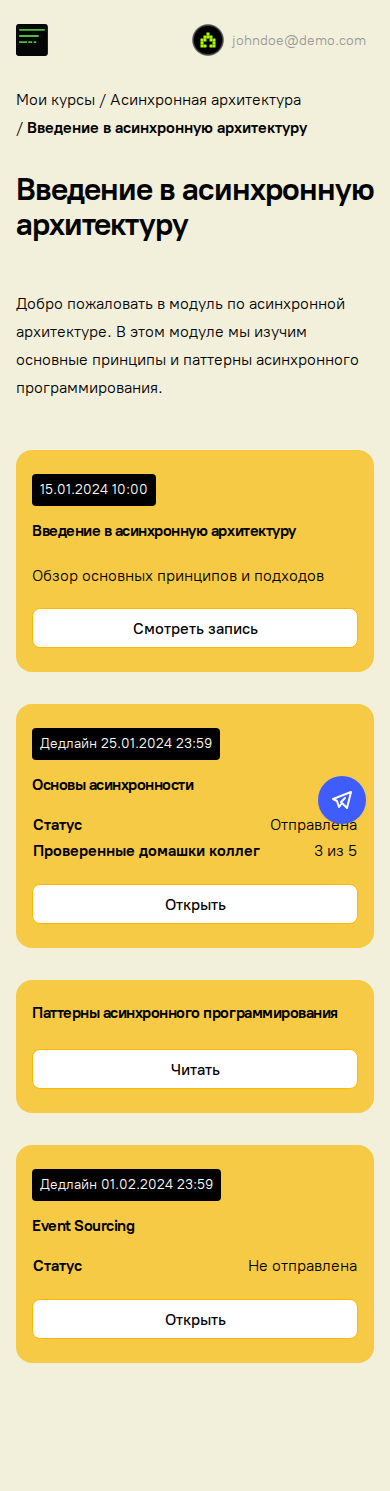 johndoe@demo.com
Мои курсы / Асинхронная архитектура
/ Введение в асинхронную архитектуру
Введение в асинхронную
архитектуру
Добро пожаловать в модуль по асинхронной
архитектуре. В этом модуле мы изучим
основные принципы и паттерны асинхронного
программирования.
15.01.2024 10:00
Введение в асинхронную архитектуру
Обзор основных принципов и подходов
Смотреть запись
Дедлайн 25.01.2024 23:59
Основы асинхронности
Статус Отправлена
Проверенные домашки коллег 3 из 5
Открыть
Паттерны асинхронного программирования
Читать
Дедлайн 01.02.2024 23:59
Event Sourcing
Статус Не отправлена
Открыть